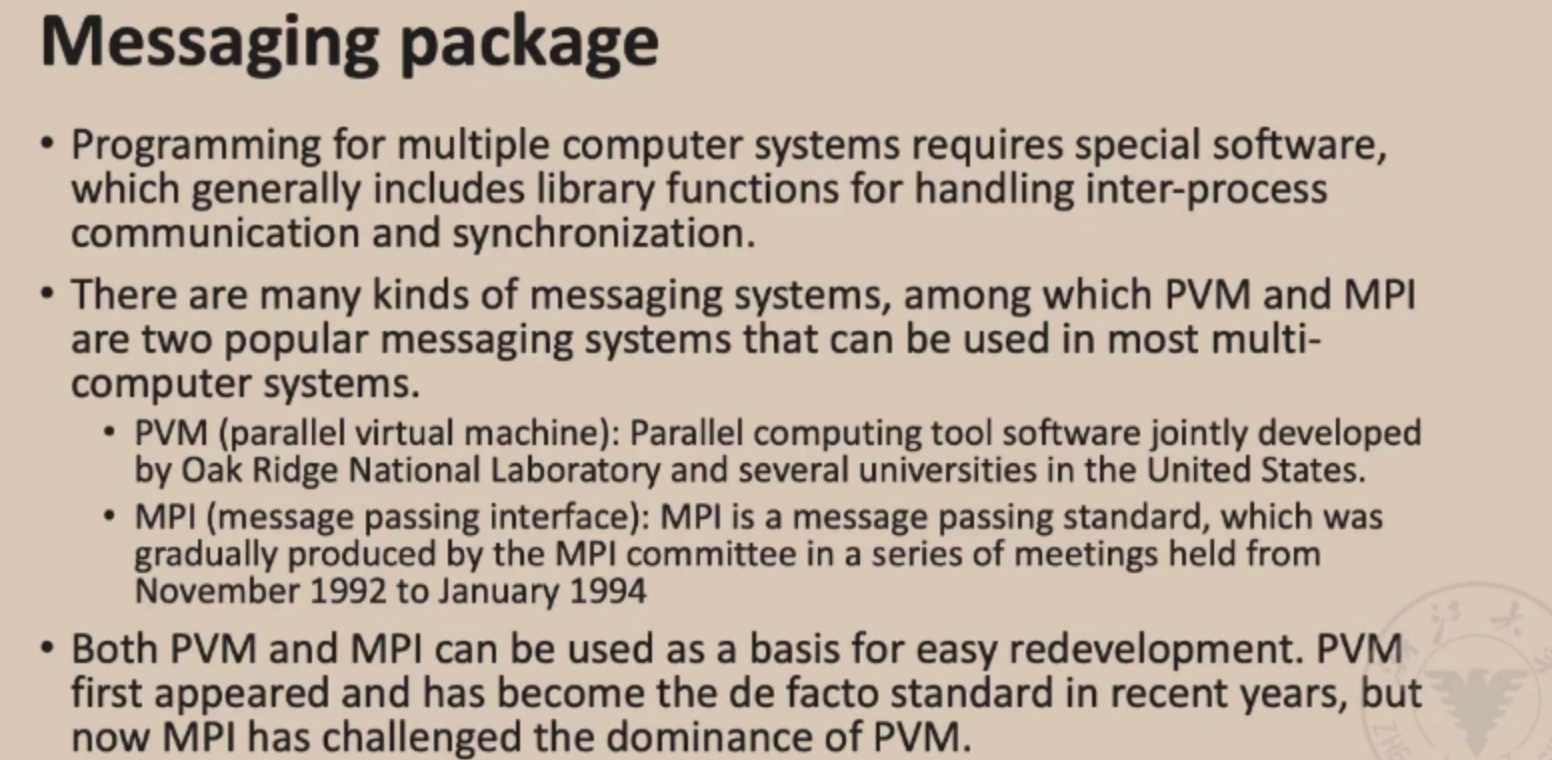 Messaging package
• Programming for multiple computer systems requires special software,
which generally includes library functions for handling inter-process
communication and synchronization.
• There are many kinds of messaging systems, among which PVM and MPI
are two popular messaging systems that can be used in most multi-
computer systems.
• PVM (parallel virtual machine): Parallel computing tool software jointly developed
by Oak Ridge National Laboratory and several universities in the United States.
• MPI (message passing interface): MPI is a message passing standard, which was
gradually produced by the MPI committee in a series of meetings held from
November 1992 to January 1994
• Both PVM and MPI can be used as a basis for easy redevelopment. PVM
first appeared and has become the de facto standard in recent years, but
now MPI has challenged the dominance of PVM.